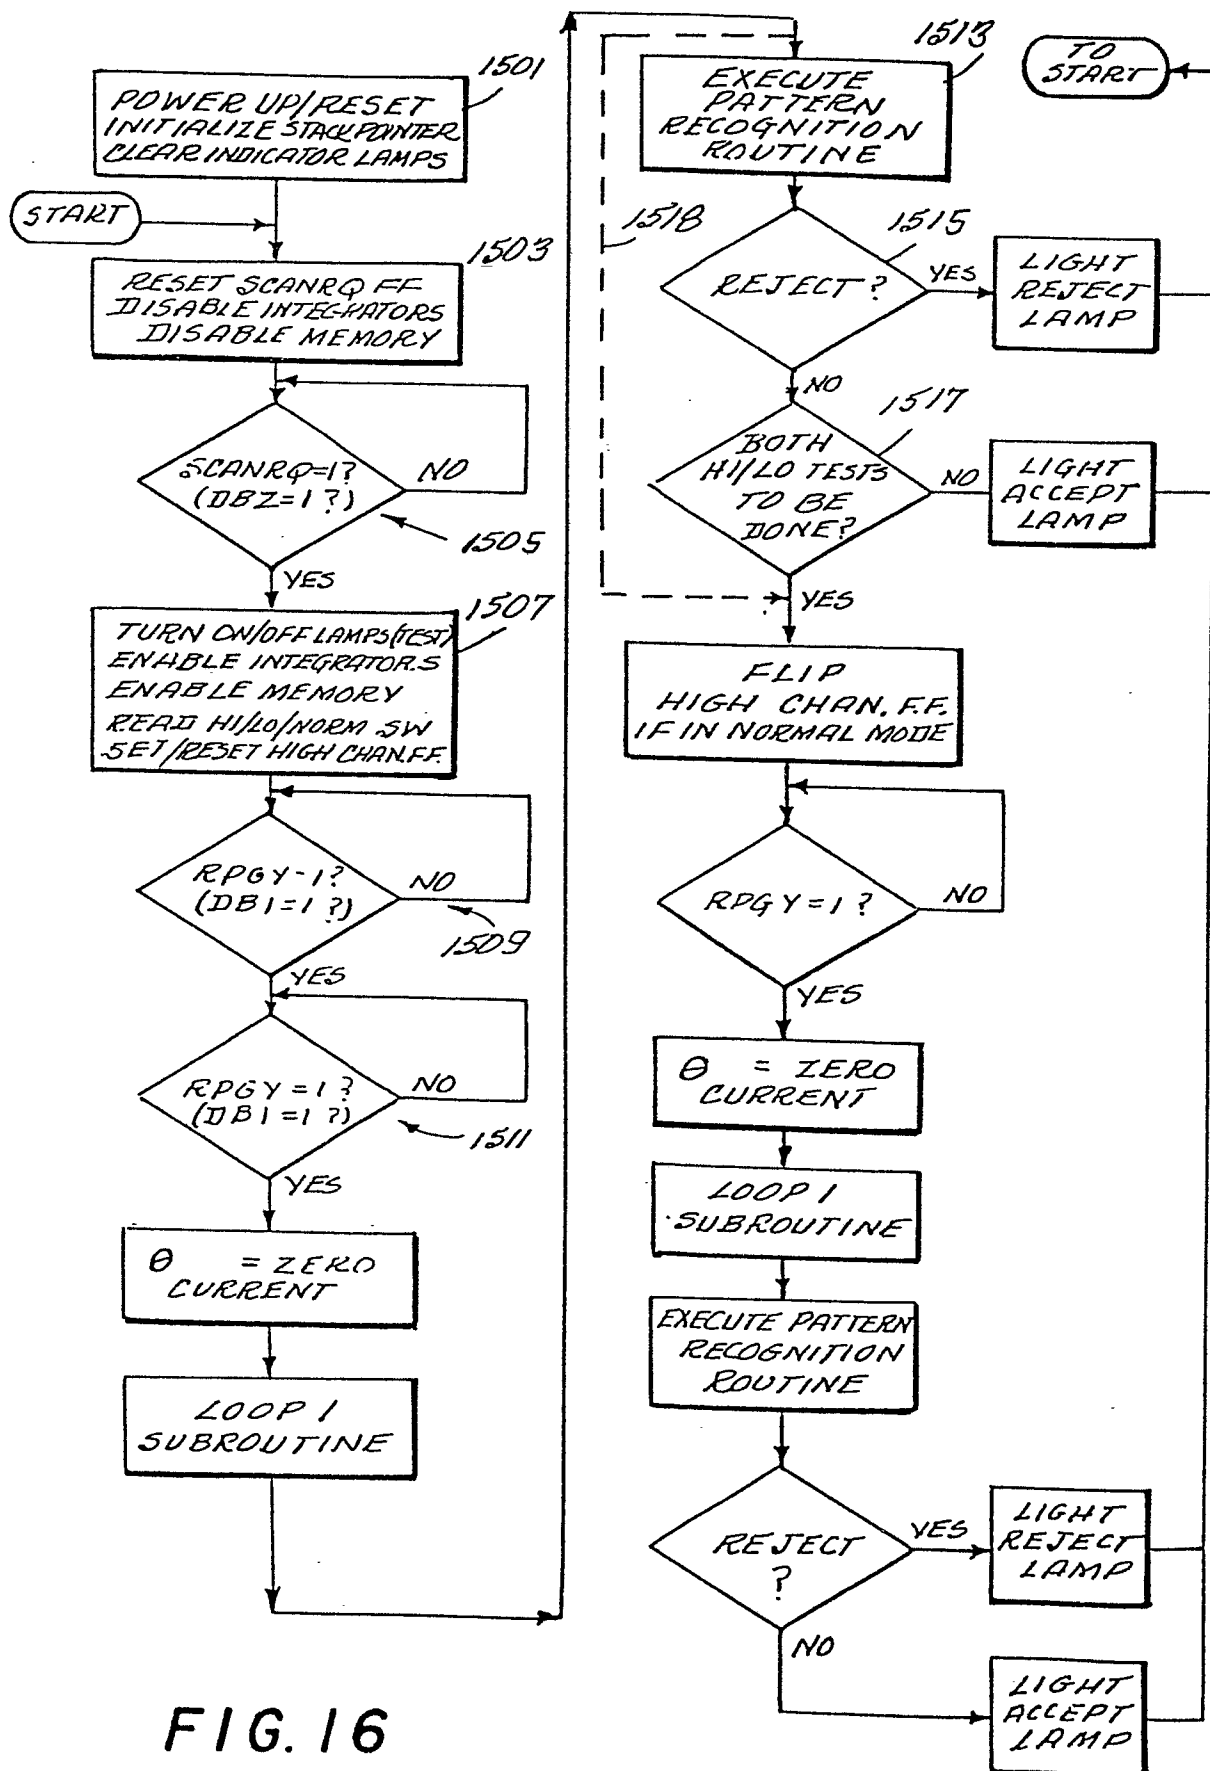 1501
POWER UP/RESET
INITIALIZE STACK POINTER
CLEAR INDICATOR LAMPS
START
1503
RESET SCANRQ FF
DISABLE INTEGRATORS
DISABLE MEMORY
SCANRQ=1?
(DBZ=1?)
NO
1505
YES
1507
TURN ON/OFF LAMPS(TEST)
ENABLE INTEGRATORS
ENABLE MEMORY
READ HI/LO/NORM SW
SET/RESET HIGH CHAN.FF.
RPGY-1?
(DB1=1?)
NO
1509
YES
RPGY=1?
(DB1=1?)
NO
1511
YES
θ = ZERO
CURRENT
LOOP 1
SUBROUTINE
1513
EXECUTE
PATTERN
RECOGNITION
ROUTINE
TO
START
1518
1515
REJECT?
YES
LIGHT
REJECT
LAMP
NO
1517
BOTH
HI/LO TESTS
TO BE
DONE?
NO
LIGHT
ACCEPT
LAMP
YES
FLIP
HIGH CHAN. F.F.
IF IN NORMAL MODE
RPGY=1?
NO
YES
θ = ZERO
CURRENT
LOOP 1
SUBROUTINE
EXECUTE PATTERN
RECOGNITION
ROUTINE
REJECT
?
YES
LIGHT
REJECT
LAMP
NO
LIGHT
ACCEPT
LAMP
FIG. 16